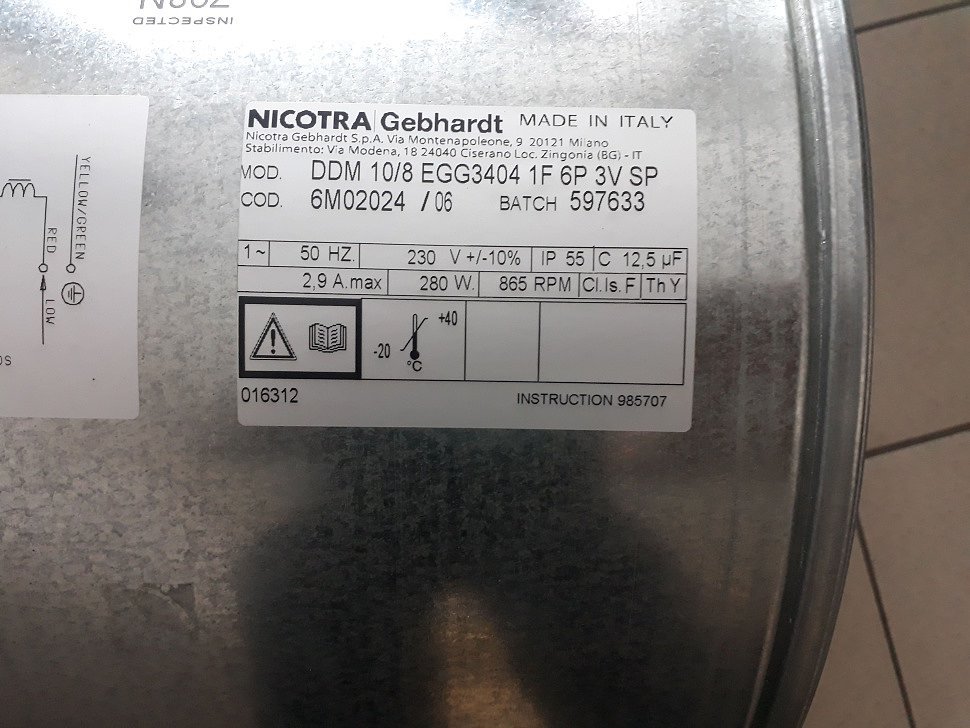 INSPECTED
NICOTRA Gebhardt MADE IN ITALY
Nicotra Gebhardt S.p.A. Via Montenapoleone, 9 20121 Milano
Stabilimento: Via Modena, 18 24040 Ciserano Loc. Zingonia (BG) - IT
MOD. DDM 10/8 EGG3404 1F 6P 3V SP
COD. 6M02024 / 06 BATCH 597633
1~ 50 HZ. 230 V +/-10% IP 55 C 12,5 µF
2,9 A.max 280 W. 865 RPM Cl.Is. F Th Y
+40
-20
°C
016312 INSTRUCTION 985707
YELLOW/GREEN
RED
LOW